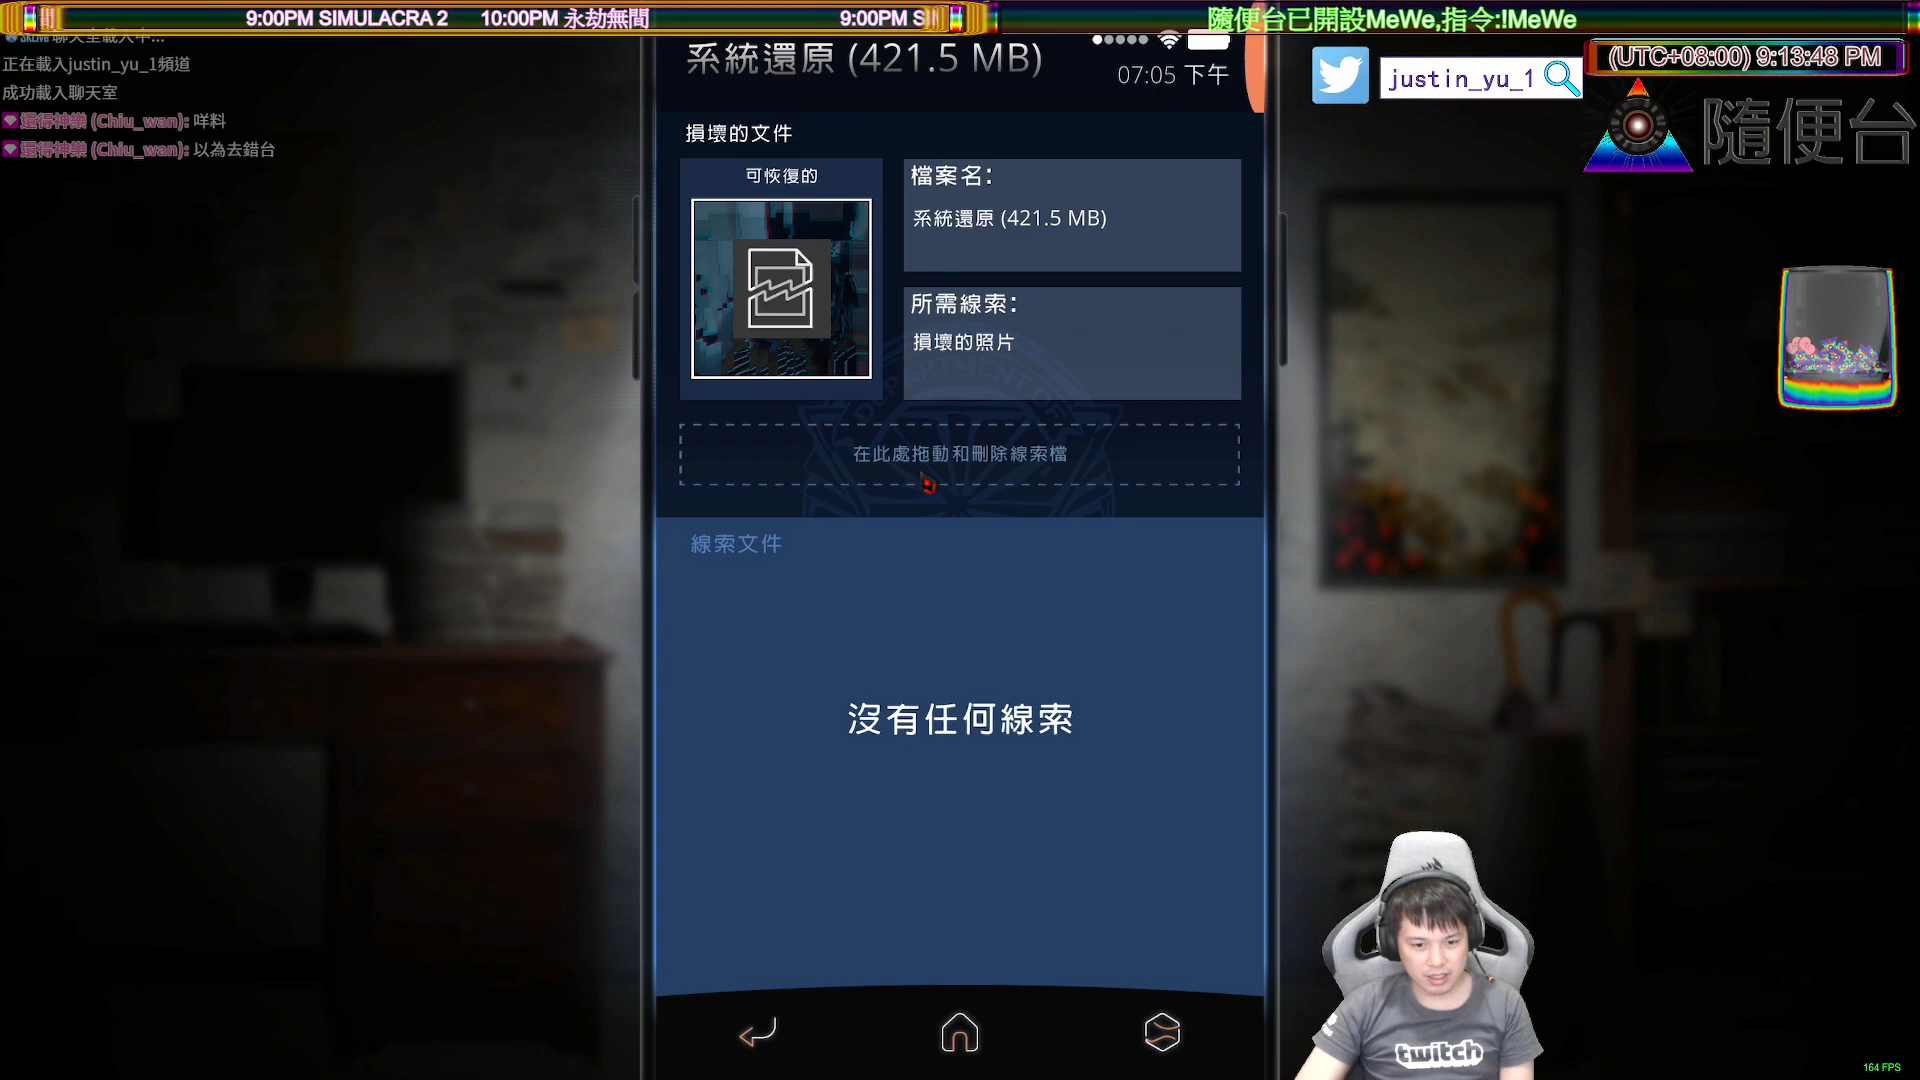 9:00PM SIMULACRA 2 10:00PM 永劫無間 9:00PM SIM
隨便台已開設MeWe,指令:!MeWe
正在載入justin_yu_1頻道
成功載入聊天室
還得神樂 (Chiu_wan): 咩料
還得神樂 (Chiu_wan): 以為去錯台
系統還原 (421.5 MB)
07:05 下午
justin_yu_1
(UTC+08:00) 9:13:48 PM
隨便台
損壞的文件
可恢復的
檔案名:
系統還原 (421.5 MB)
所需線索:
損壞的照片
DEPARTMENT OF
在此處拖動和刪除線索檔
線索文件
沒有任何線索
twitch
164 FPS